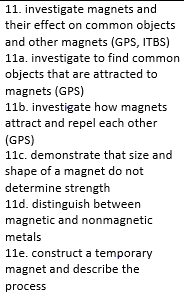 11. investigate magnets and
their effect on common objects
and other magnets (GPS, ITBS)
11a. investigate to find common
objects that are attracted to
magnets (GPS)
11b. investigate how magnets
attract and repel each other
(GPS)
11c. demonstrate that size and
shape of a magnet do not
determine strength
11d. distinguish between
magnetic and nonmagnetic
metals
11e. construct a temporary
magnet and describe the
process